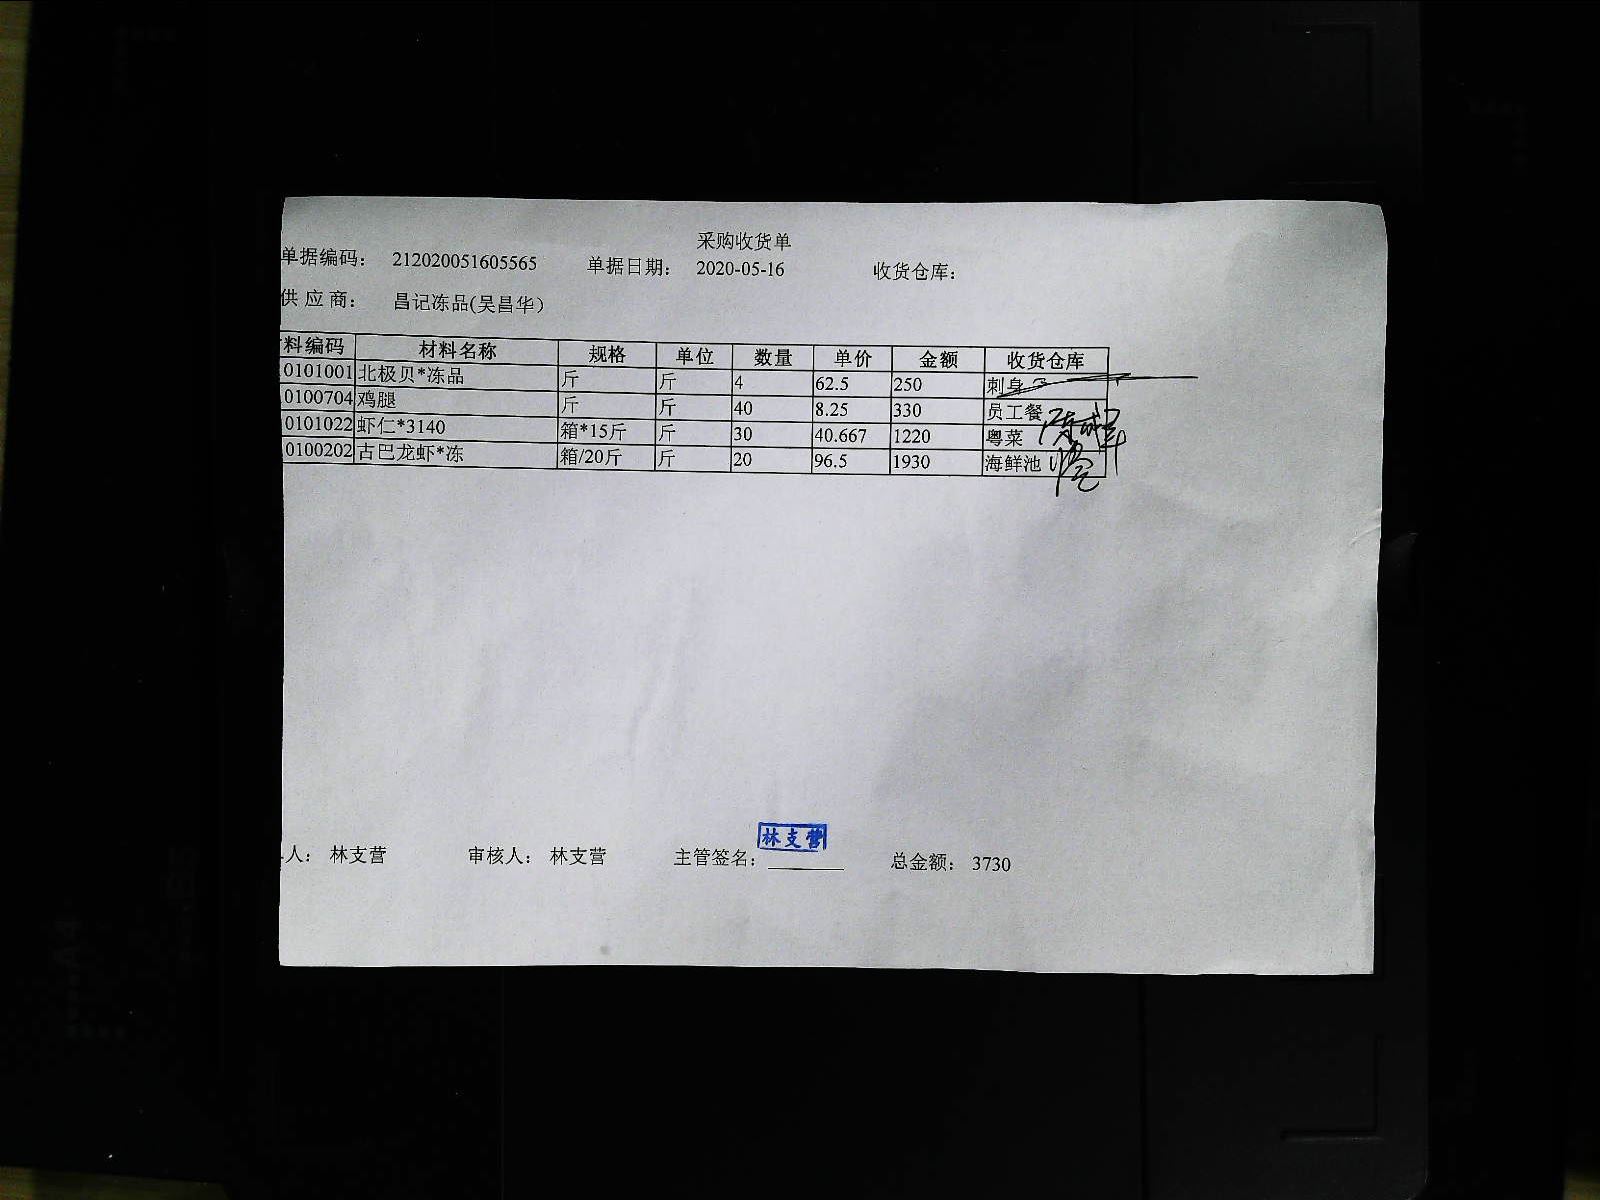 采购收货单
单据编码： 212020051605565 单据日期： 2020-05-16 收货仓库：
供 应 商： 昌记冻品(吴昌华）
料编码 材料名称 规格 单位 数量 单价 金额 收货仓库
0101001 北极贝*冻品 斤 斤 4 62.5 250 刺身
0100704 鸡腿 斤 斤 40 8.25 330 员工餐
0101022 虾仁*3140 箱*15斤 斤 30 40.667 1220 粤菜
0100202 古巴龙虾*冻 箱/20斤 斤 20 96.5 1930 海鲜池
林支营
人： 林支营 审核人： 林支营 主管签名： 总金额： 3730